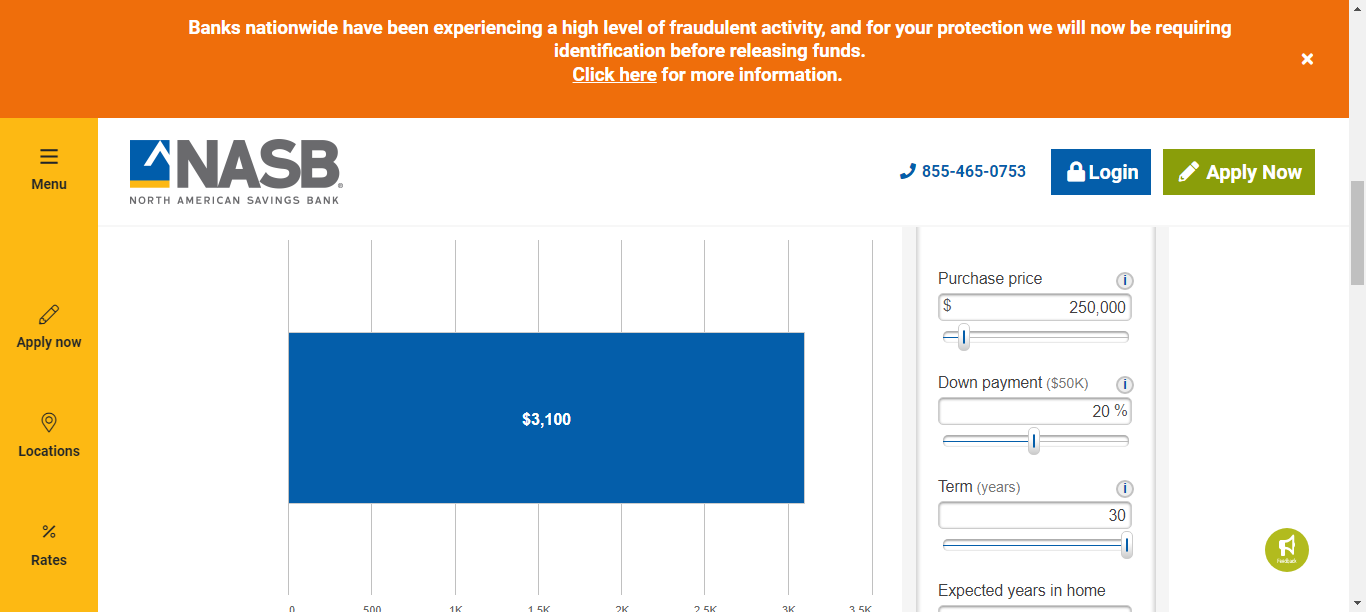 Banks nationwide have been experiencing a high level of fraudulent activity, and for your protection we will now be requiring
identification before releasing funds.
Click here for more information.
Menu
NASB®
NORTH AMERICAN SAVINGS BANK
855-465-0753
Login
Apply Now
Apply now
Locations
Rates
$3,100
0 500 1K 1.5K 2K 2.5K 3K 3.5K
Purchase price i
$ 250,000
Down payment ($50K) i
20 %
Term (years) i
30
Expected years in home
Feedback